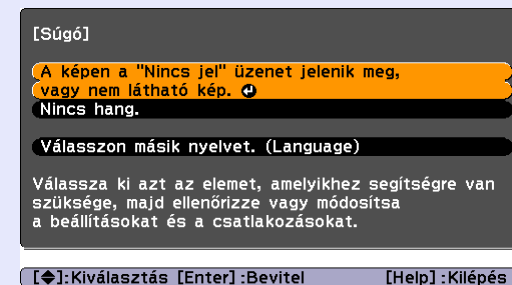 [Súgó]
A képen a "Nincs jel" üzenet jelenik meg,
vagy nem látható kép.
Nincs hang.
Válasszon másik nyelvet. (Language)
Válassza ki azt az elemet, amelyikhez segítségre van
szüksége, majd ellenőrizze vagy módosítsa
a beállításokat és a csatlakozásokat.
[◆]:Kiválasztás [Enter]:Bevitel [Help]:Kilépés